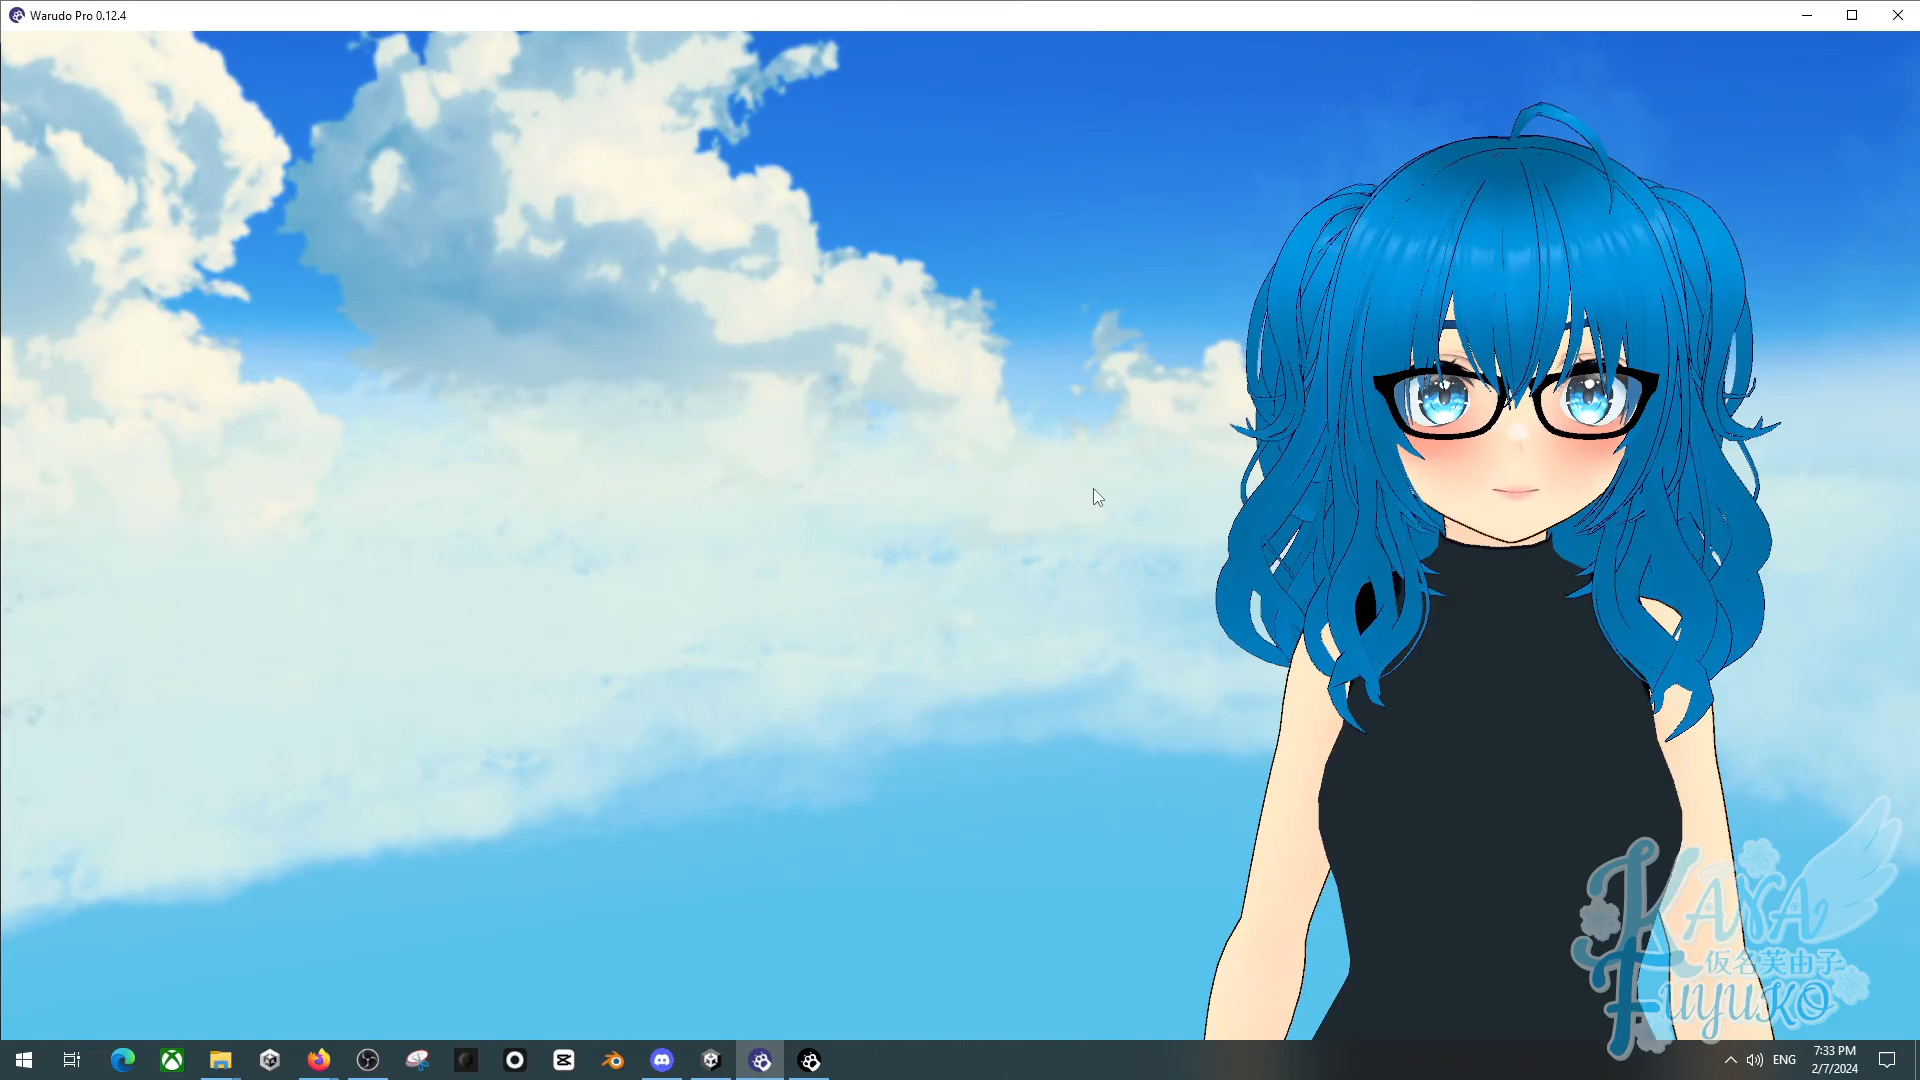 Warudo Pro 0.12.4
KANA
仮名芙由子
FUYUKO
ENG
7:33 PM
2/7/2024